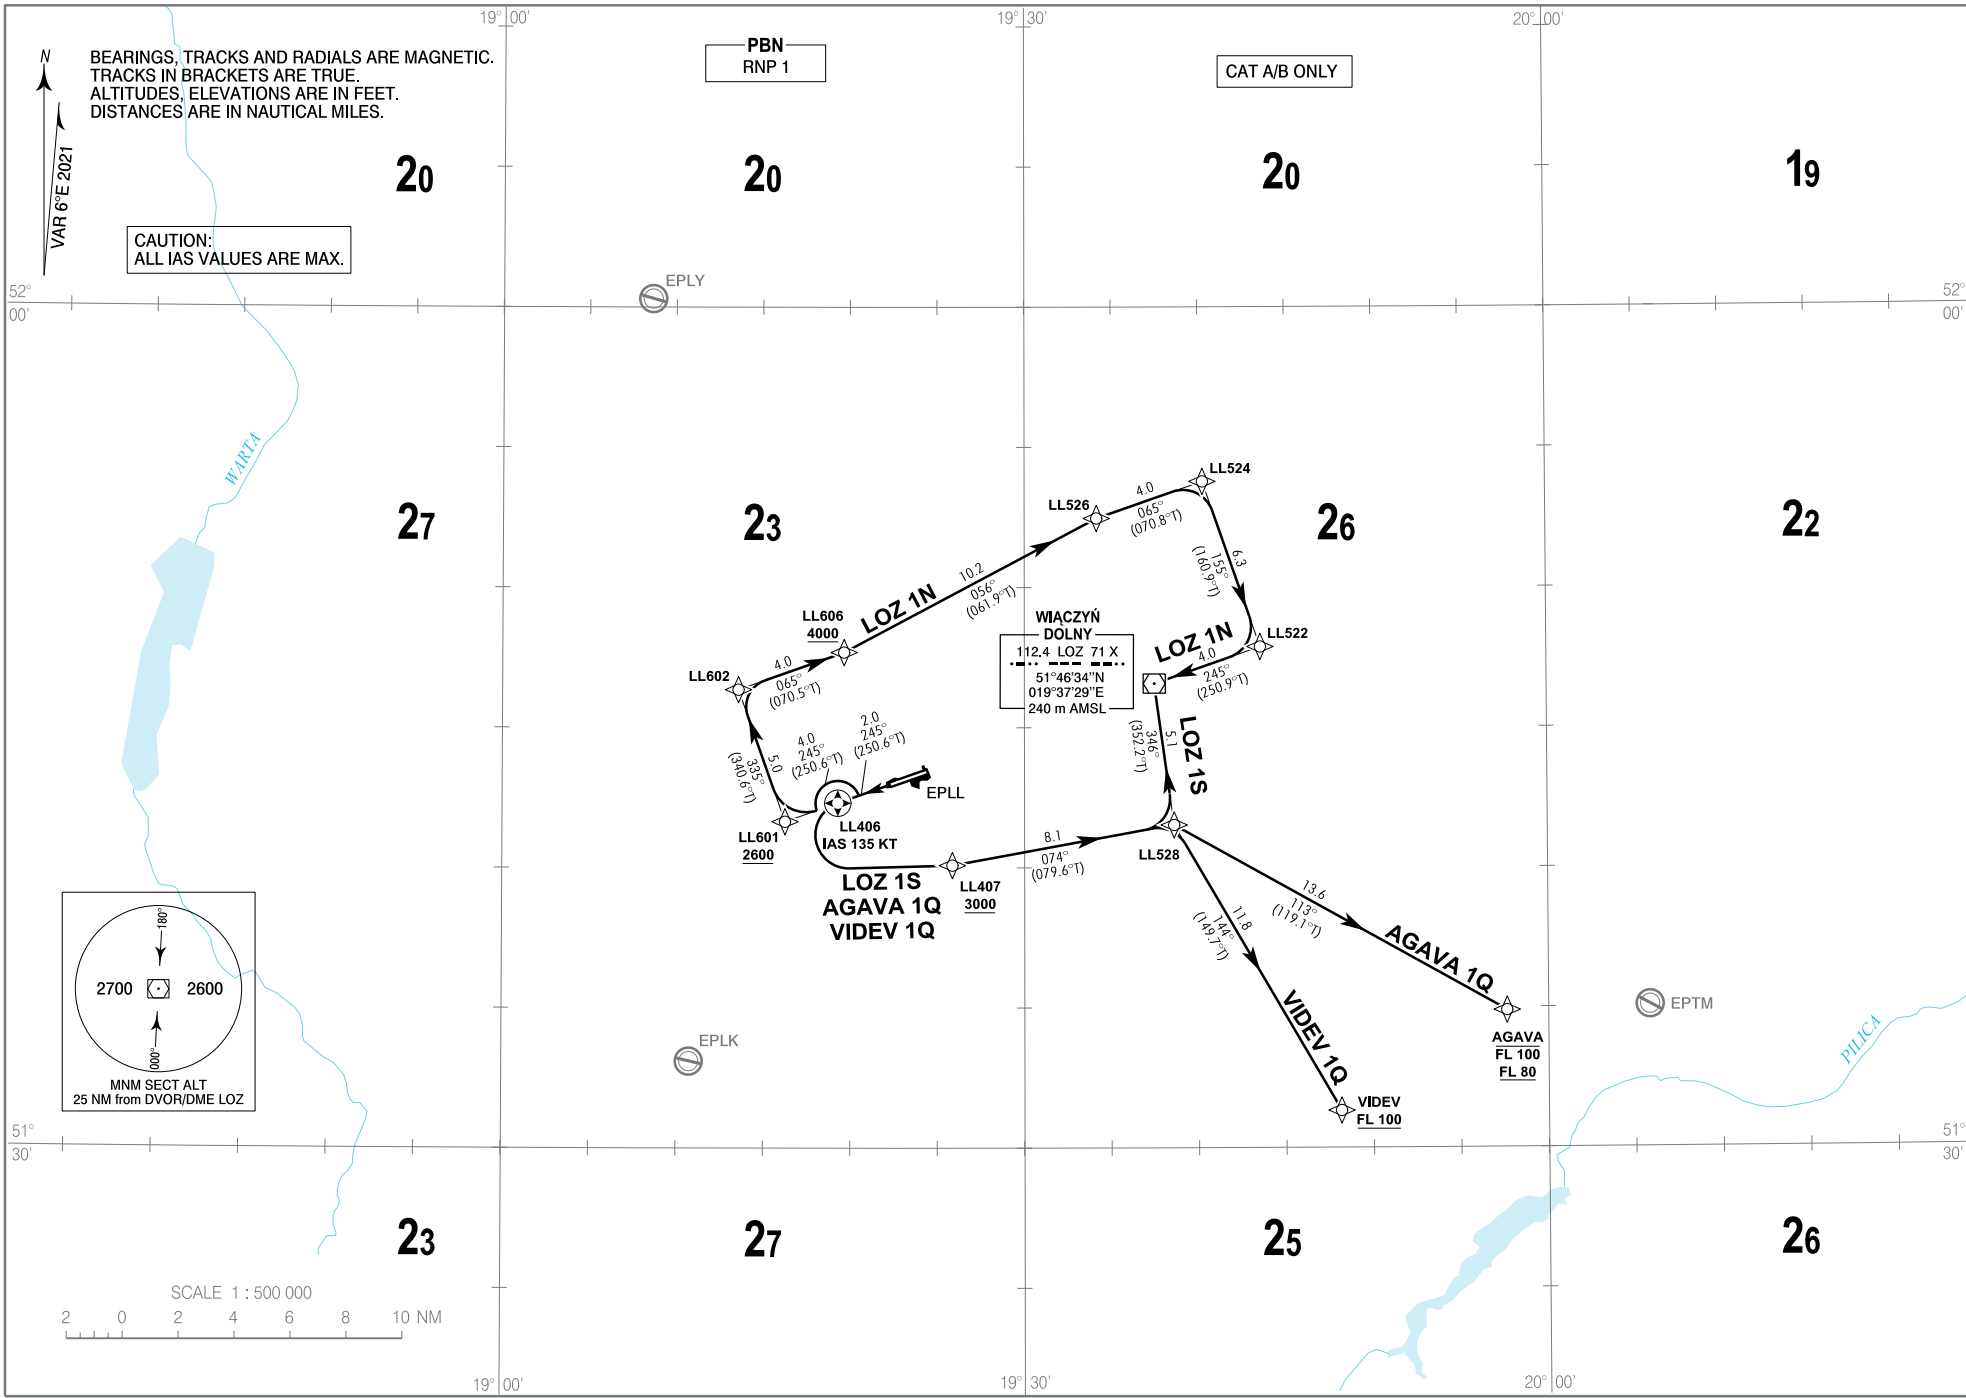 19° 00'
19° 30'
20° 00'
N
VAR 6°E 2021
BEARINGS, TRACKS AND RADIALS ARE MAGNETIC.
TRACKS IN BRACKETS ARE TRUE.
ALTITUDES, ELEVATIONS ARE IN FEET.
DISTANCES ARE IN NAUTICAL MILES.
PBN
RNP 1
CAT A/B ONLY
20
20
20
19
CAUTION:
ALL IAS VALUES ARE MAX.
EPLY
52°
00'
52°
00'
WARTA
27
23
26
22
LL524
4.0
065°
(070.8°T)
LL526
6.3
155°
(160.9°T)
10.2
056°
(061.9°T)
LOZ 1N
LL606
4000
LL602
4.0
065°
(070.5°T)
WIĄCZYŃ
DOLNY
112.4 LOZ 71 X
51°46'34"N
019°37'29"E
240 m AMSL
LOZ 1N
LL522
4.0
245°
(250.9°T)
5.0
335°
(340.6°T)
4.0
245°
(250.6°T)
2.0
245°
(250.6°T)
EPLL
LOZ 1S
5.1
346°
(352.2°T)
LL601
2600
LL406
IAS 135 KT
8.1
074°
(079.6°T)
LL528
LOZ 1S
AGAVA 1Q
VIDEV 1Q
LL407
3000
13.6
113°
(119.1°T)
11.8
144°
(149.7°T)
AGAVA 1Q
VIDEV 1Q
AGAVA
FL 100
FL 80
VIDEV
FL 100
EPTM
PILICA
EPLK
180°
2700
2600
000°
MNM SECT ALT
25 NM from DVOR/DME LOZ
51°
30'
51°
30'
23
27
25
26
SCALE 1 : 500 000
2 0 2 4 6 8 10 NM
19° 00'
19° 30'
20° 00'